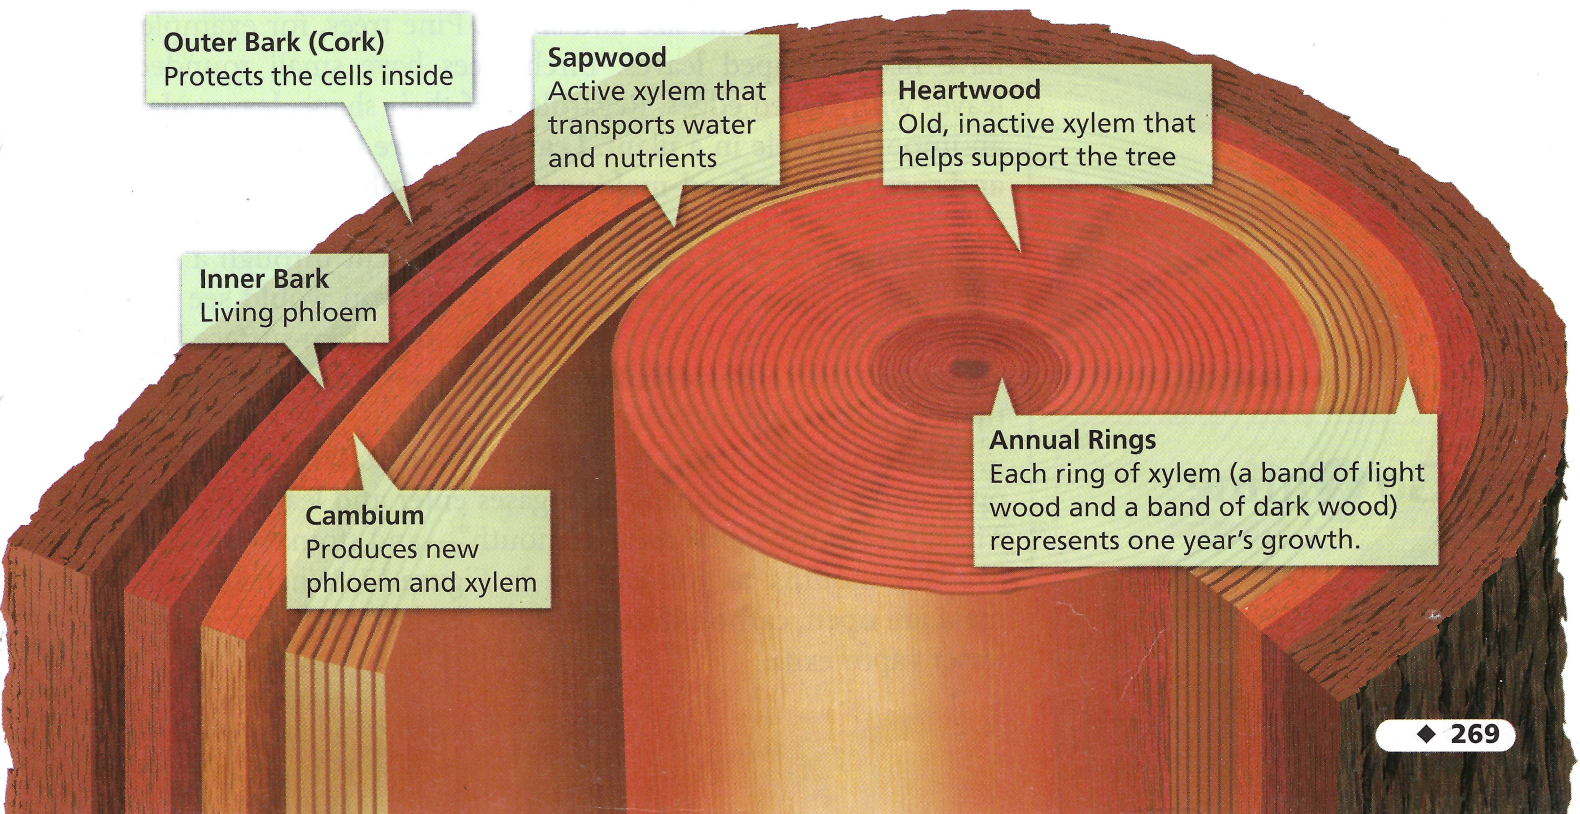 Outer Bark (Cork)
Protects the cells inside
Sapwood
Active xylem that
transports water
and nutrients
Heartwood
Old, inactive xylem that
helps support the tree
Inner Bark
Living phloem
Annual Rings
Each ring of xylem (a band of light
wood and a band of dark wood)
represents one year's growth.
Cambium
Produces new
phloem and xylem
◆ 269